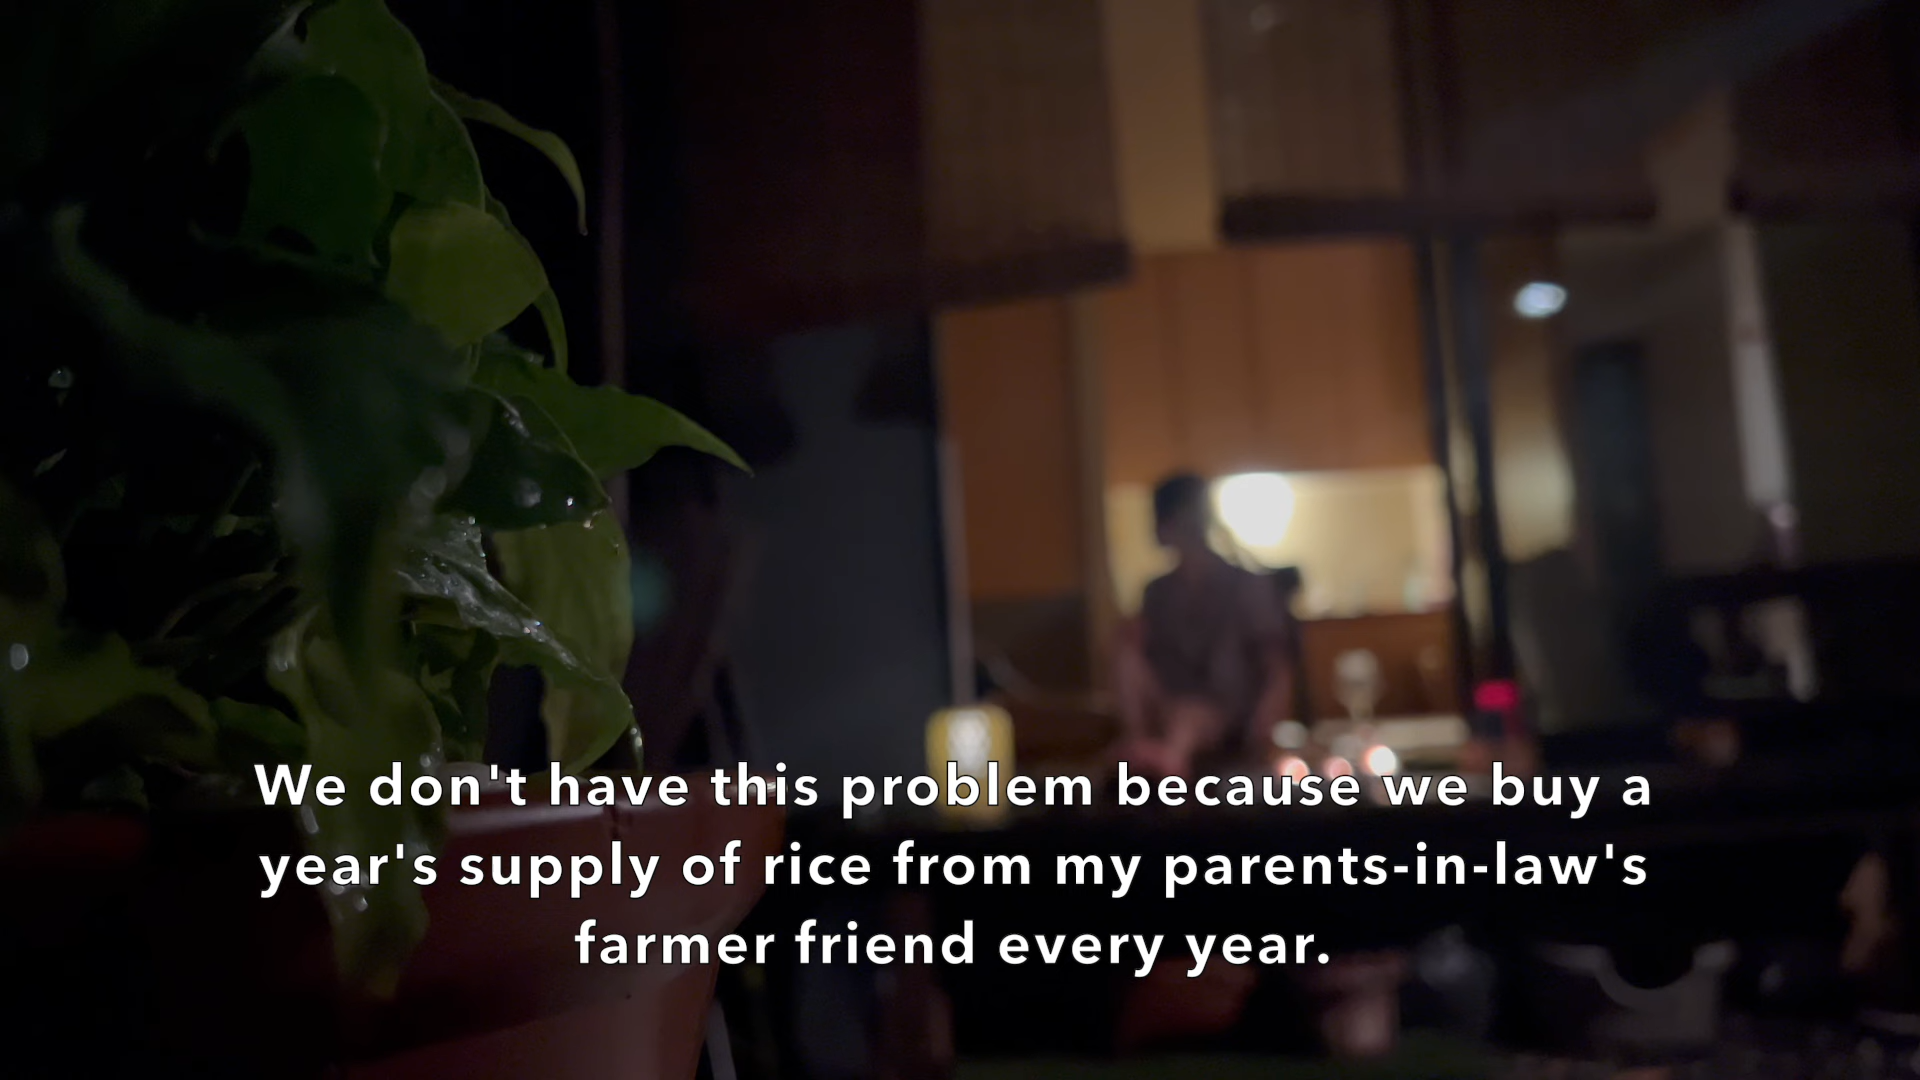 We don't have this problem because we buy a
year's supply of rice from my parents-in-law's
farmer friend every year.